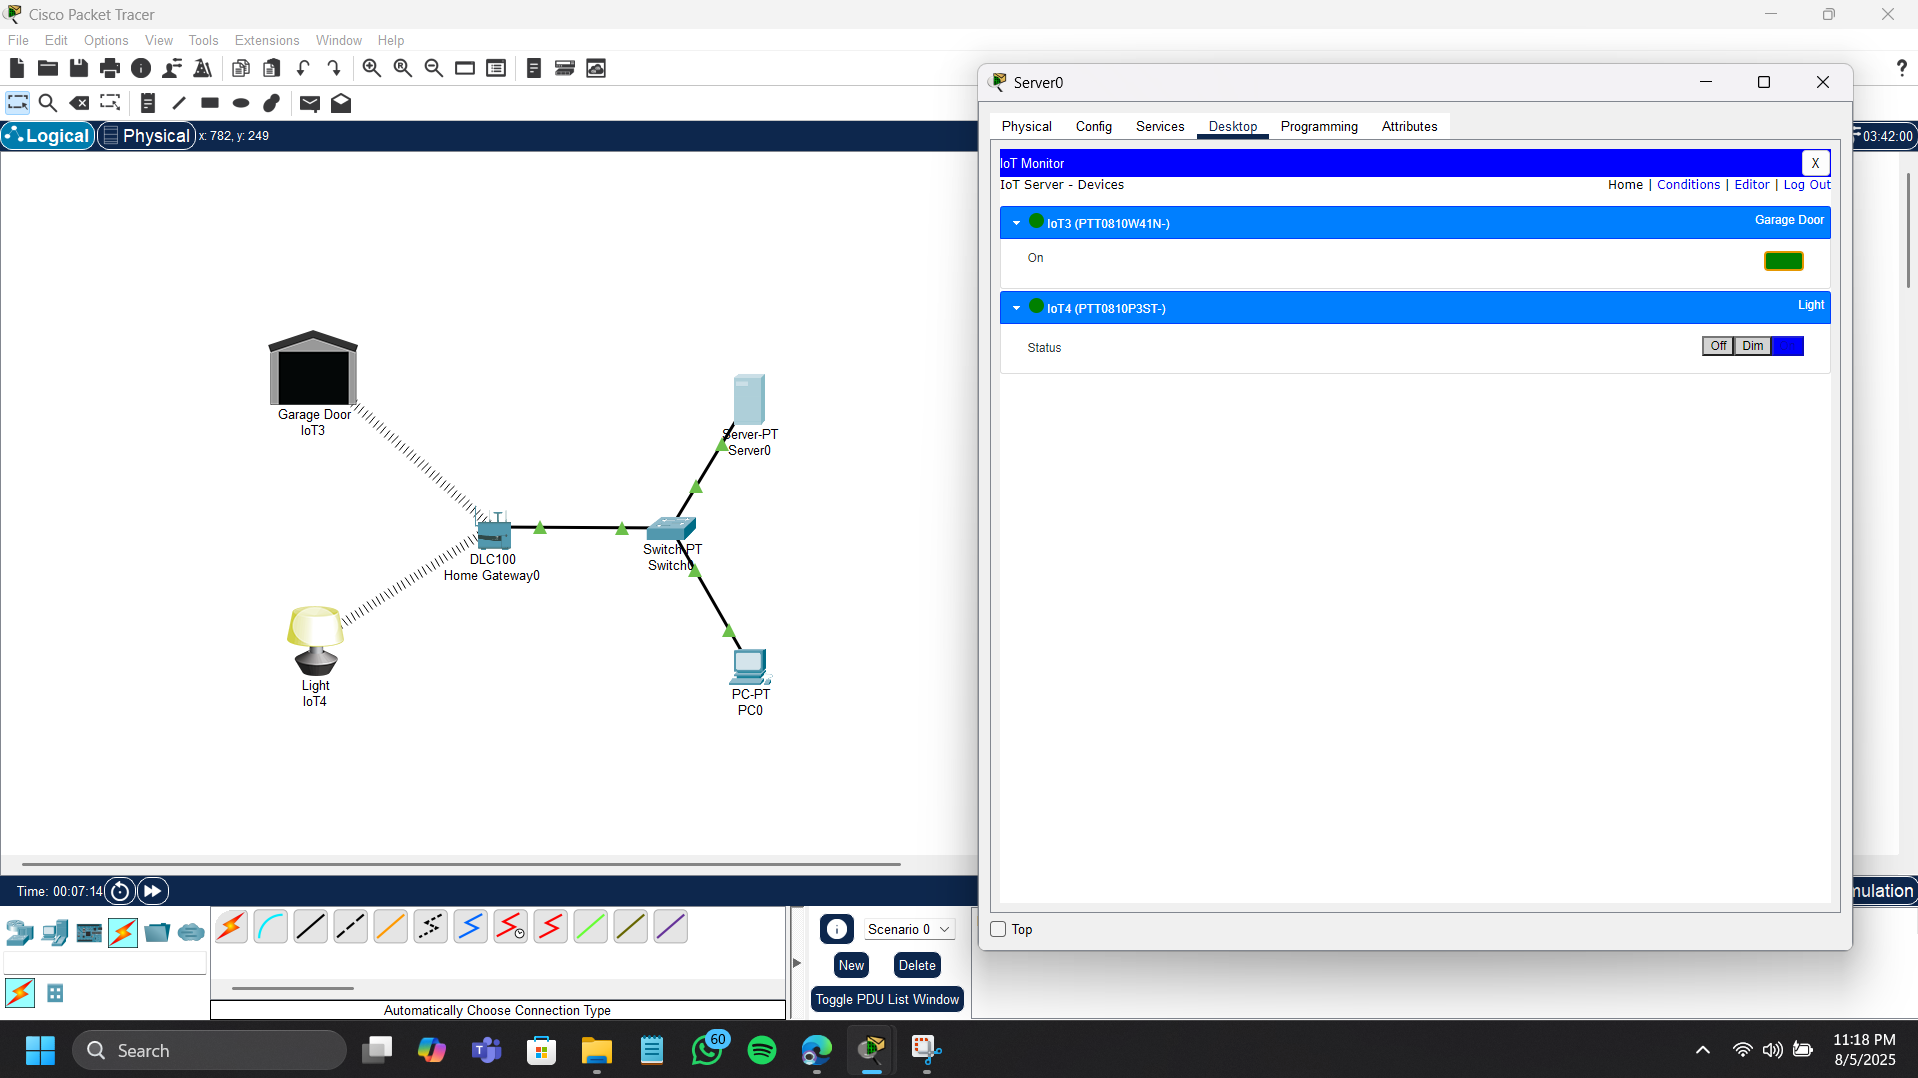 Cisco Packet Tracer
File Edit Options View Tools Extensions Window Help
Logical Physical x: 782, y: 249
03:42:00
Garage Door
IoT3
Server-PT
Server0
DLC100
Home Gateway0
Switch-PT
Light
IoT4
PC-PT
PC0
Server0
Physical Config Services Desktop Programming Attributes
IoT Monitor X
IoT Server - Devices Home | Conditions | Editor | Log Out
IoT3 (PTT0810W41N-) Garage Door
On
IoT4 (PTT0810P3ST-) Light
Status Off Dim
Top
Time: 00:07:14
Scenario 0
New Delete
Toggle PDU List Window
Automatically Choose Connection Type
Search
60
11:18 PM
8/5/2025